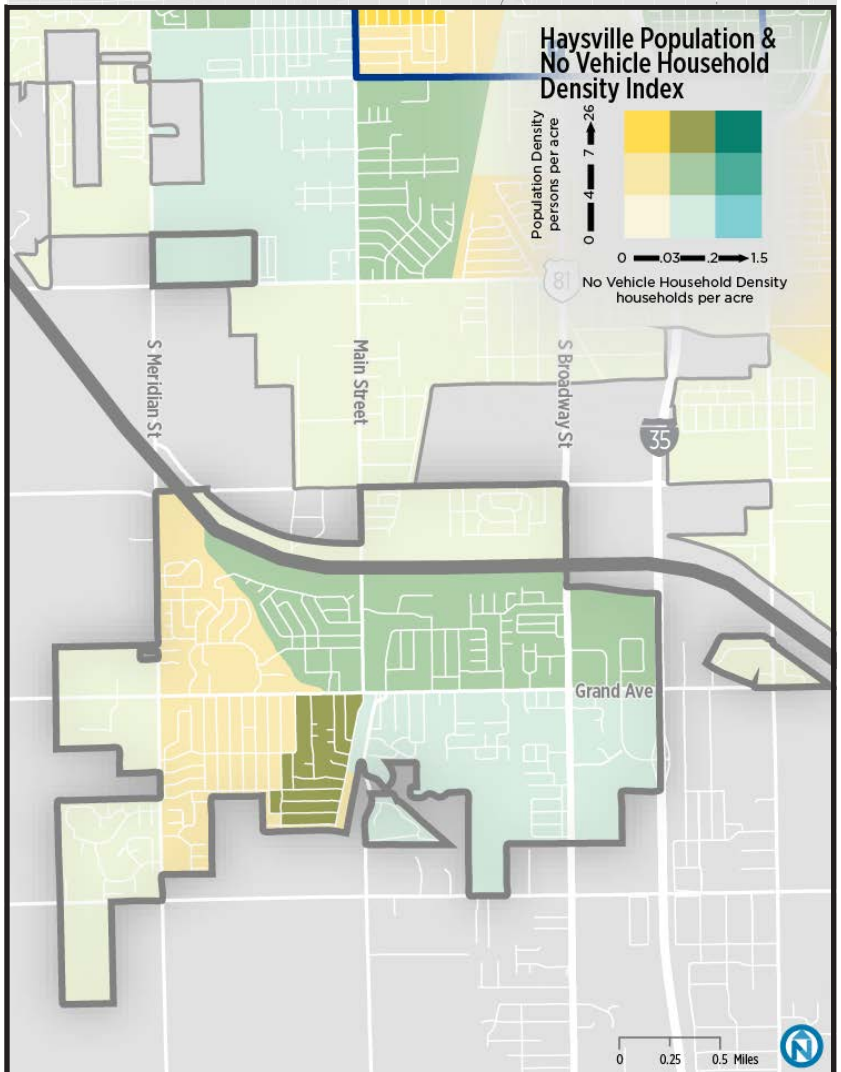 Haysville Population &
No Vehicle Household
Density Index
Population Density
persons per acre
0 4 7 26
0 .03 .2 1.5
No Vehicle Household Density
households per acre
81
S Meridian St
Main Street
S Broadway St
35
Grand Ave
0 0.25 0.5 Miles
N